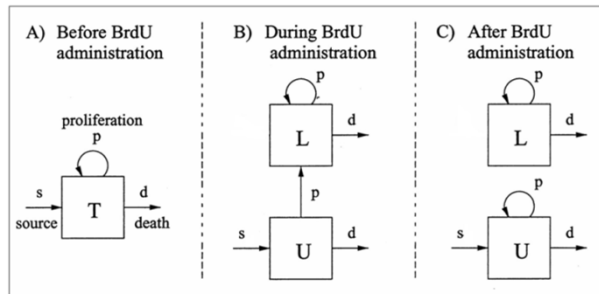 A) Before BrdU
administration
proliferation
p
s
T
d
source
death
B) During BrdU
administration
p
L
d
p
s
U
d
C) After BrdU
administration
p
L
d
p
s
U
d